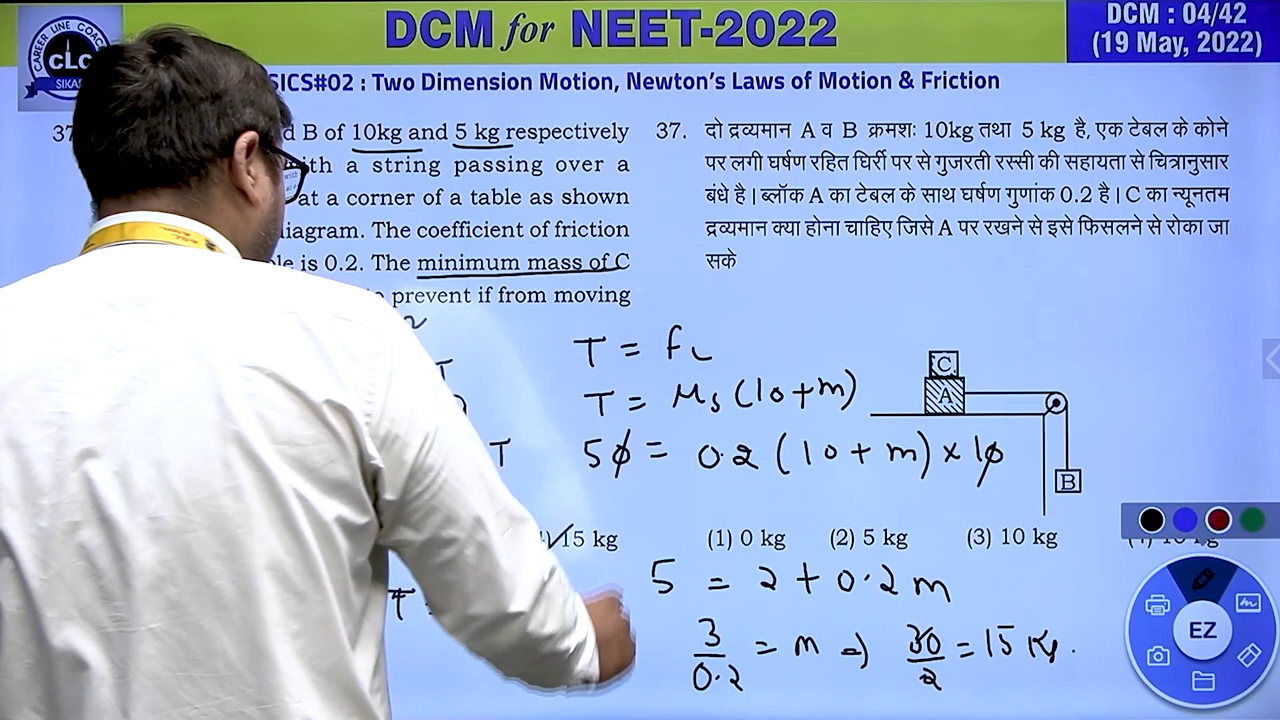 DCM for NEET-2022
DCM : 04/42
(19 May, 2022)
CAREER LINE COACH
CLC
SIKAR
SICS#02 : Two Dimension Motion, Newton's Laws of Motion & Friction
37
d B of 10kg and 5 kg respectively
ith a string passing over a
at a corner of a table as shown
diagram. The coefficient of friction
le is 0.2. The minimum mass of C
prevent if from moving
37. दो द्रव्यमान A व B क्रमशः 10kg तथा 5 kg है, एक टेबल के कोने
पर लगी घर्षण रहित घिर्री पर से गुजरती रस्सी की सहायता से चित्रानुसार
बंधे है। ब्लॉक A का टेबल के साथ घर्षण गुणांक 0.2 है। C का न्यूनतम
द्रव्यमान क्या होना चाहिए जिसे A पर रखने से इसे फिसलने से रोका जा
सके
T = fL
T = μs (10+m)
T 50 = 0.2 (10+m) × 10
C
A
B
15 kg
(1) 0 kg (2) 5 kg (3) 10 kg
5 = 2 + 0.2 m
T =
3/0.2 = m ⇒ 30/2 = 15 Kg.
EZ